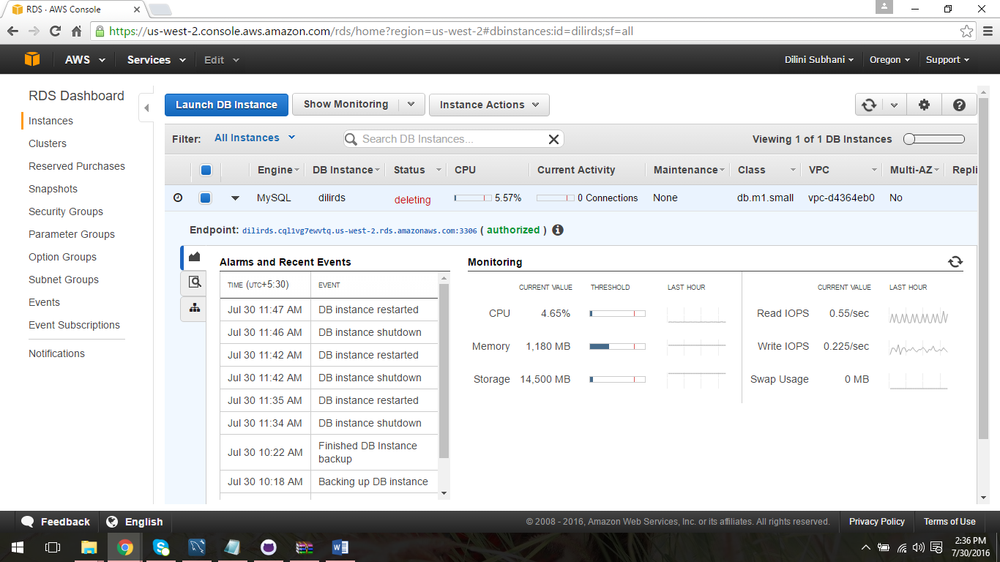 RDS · AWS Console
https://us-west-2.console.aws.amazon.com/rds/home?region=us-west-2#dbinstances:id=dilirds;sf=all
AWS Services Edit Dilini Subhani Oregon Support
RDS Dashboard
Instances
Clusters
Reserved Purchases
Snapshots
Security Groups
Parameter Groups
Option Groups
Subnet Groups
Events
Event Subscriptions
Notifications
Launch DB Instance Show Monitoring Instance Actions
Filter: All Instances Search DB Instances... Viewing 1 of 1 DB Instances
Engine DB Instance Status CPU Current Activity Maintenance Class VPC Multi-AZ Repli
MySQL dilirds deleting 5.57% 0 Connections None db.m1.small vpc-d4364eb0 No
Endpoint: dilirds.cql1vg7ewvtq.us-west-2.rds.amazonaws.com:3306 ( authorized )
Alarms and Recent Events
TIME (UTC+5:30) EVENT
Jul 30 11:47 AM DB instance restarted
Jul 30 11:46 AM DB instance shutdown
Jul 30 11:42 AM DB instance restarted
Jul 30 11:42 AM DB instance shutdown
Jul 30 11:35 AM DB instance restarted
Jul 30 11:34 AM DB instance shutdown
Jul 30 10:22 AM Finished DB Instance
backup
Jul 30 10:18 AM Backing up DB instance
Monitoring
CURRENT VALUE THRESHOLD LAST HOUR CURRENT VALUE LAST HOUR
CPU 4.65% Read IOPS 0.55/sec
Memory 1,180 MB Write IOPS 0.225/sec
Storage 14,500 MB Swap Usage 0 MB
Feedback English © 2008 - 2016, Amazon Web Services, Inc. or its affiliates. All rights reserved. Privacy Policy Terms of Use
2:36 PM
7/30/2016